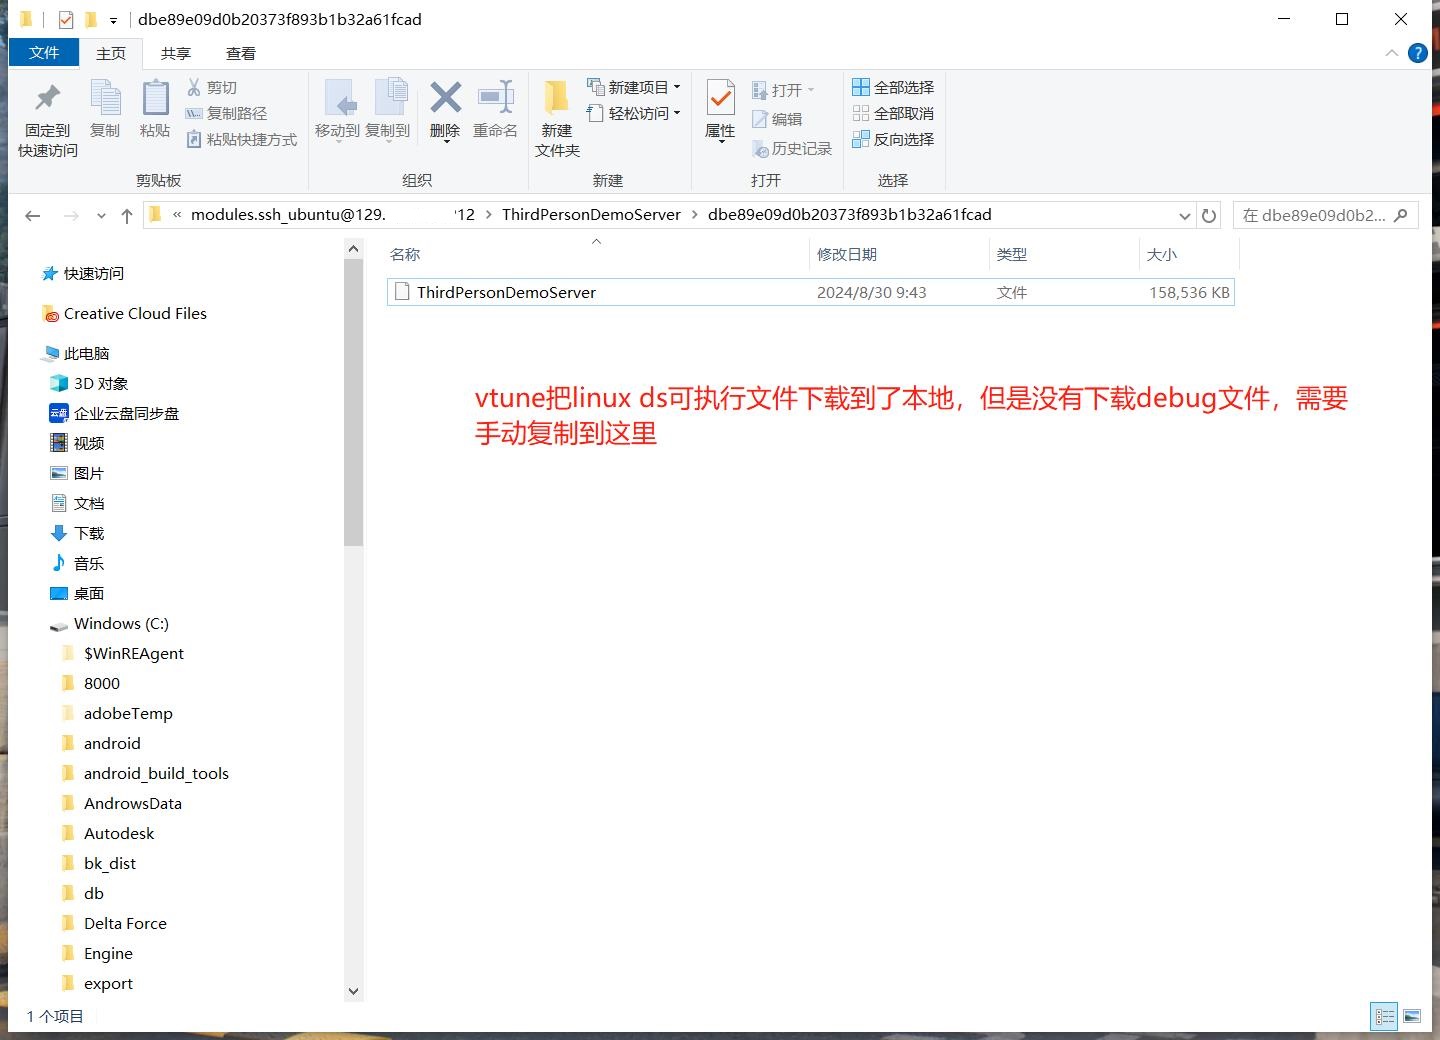 dbe89e09d0b20373f893b1b32a61fcad
文件 主页 共享 查看
固定到
快速访问
复制
粘贴
剪切
复制路径
粘贴快捷方式
剪贴板
移动到 复制到 删除 重命名
组织
新建
文件夹
新建项目
轻松访问
新建
属性
打开
编辑
历史记录
打开
全部选择
全部取消
反向选择
选择
« modules.ssh_ubuntu@129. 12 > ThirdPersonDemoServer > dbe89e09d0b20373f893b1b32a61fcad
在 dbe89e09d0b2...
快速访问
Creative Cloud Files
此电脑
3D 对象
企业云盘同步盘
视频
图片
文档
下载
音乐
桌面
Windows (C:)
$WinREAgent
8000
adobeTemp
android
android_build_tools
AndrowsData
Autodesk
bk_dist
db
Delta Force
Engine
export
名称 修改日期 类型 大小
ThirdPersonDemoServer 2024/8/30 9:43 文件 158,536 KB
vtune把linux ds可执行文件下载到了本地，但是没有下载debug文件，需要
手动复制到这里
1 个项目